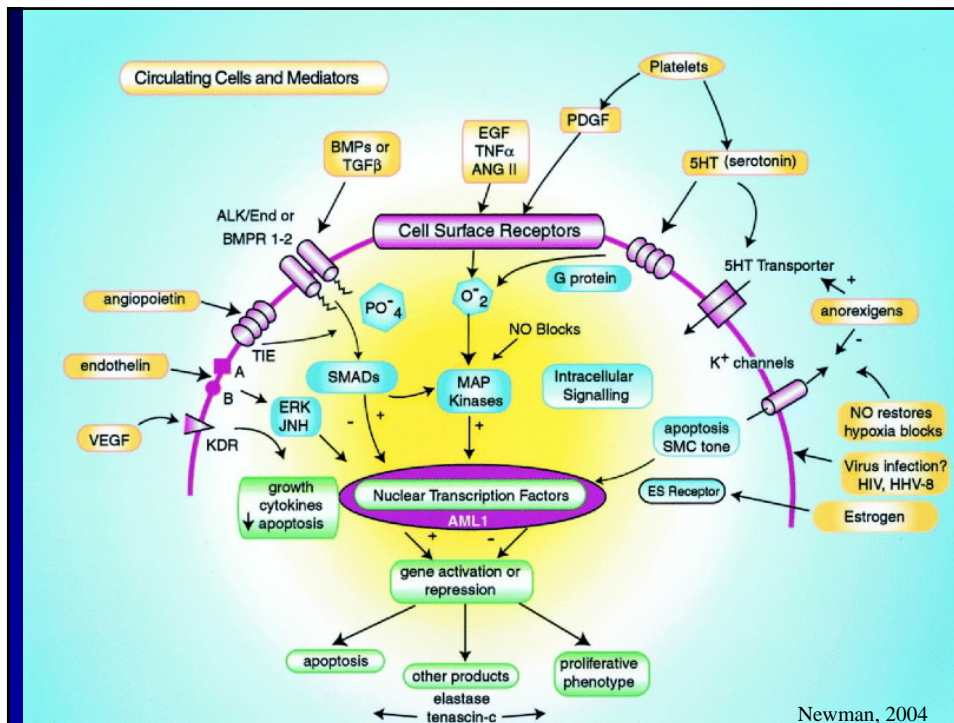 Circulating Cells and Mediators
Platelets
BMPs or
TGFβ
EGF
TNFα
ANG II
PDGF
5HT (serotonin)
ALK/End or
BMPR 1-2
Cell Surface Receptors
5HT Transporter
G protein
angiopoietin
PO⁻₄
O⁻₂
+
anorexigens
-
TIE
NO Blocks
endothelin
A
B
SMADs
MAP
Kinases
Intracellular
Signalling
K⁺ channels
ERK
JNH
-
+
+
apoptosis
SMC tone
NO restores
hypoxia blocks
VEGF
KDR
growth
cytokines
↓ apoptosis
Nuclear Transcription Factors
AML1
ES Receptor
Virus infection?
HIV, HHV-8
Estrogen
+
-
gene activation or
repression
apoptosis
other products
proliferative
phenotype
elastase
tenascin-c
Newman, 2004